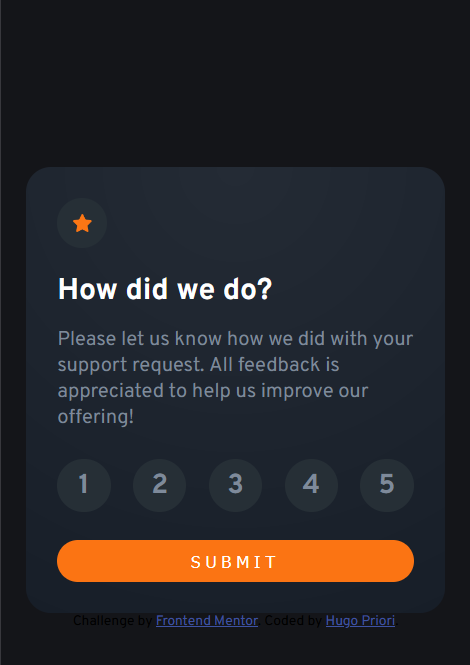 How did we do?
Please let us know how we did with your
support request. All feedback is
appreciated to help us improve our
offering!
1 2 3 4 5
SUBMIT
Challenge by Frontend Mentor. Coded by Hugo Priori.